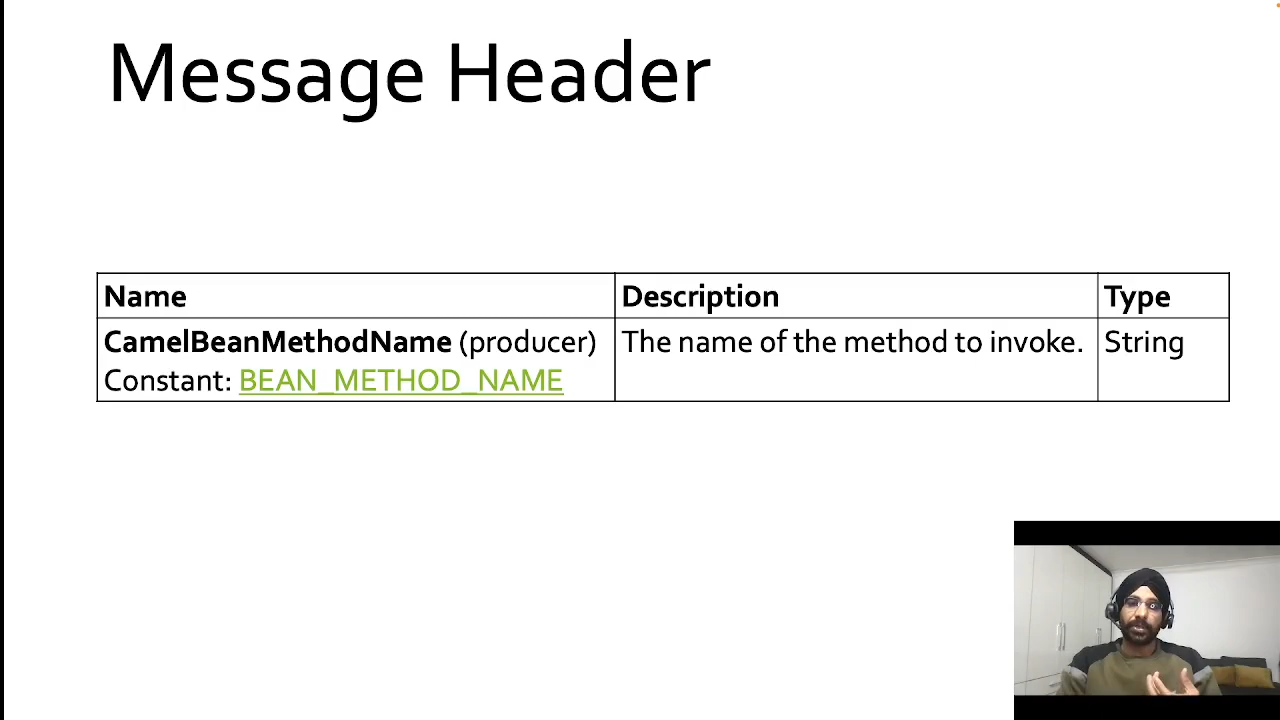 Message Header
Name Description Type
CamelBeanMethodName (producer) The name of the method to invoke. String
Constant: BEAN_METHOD_NAME